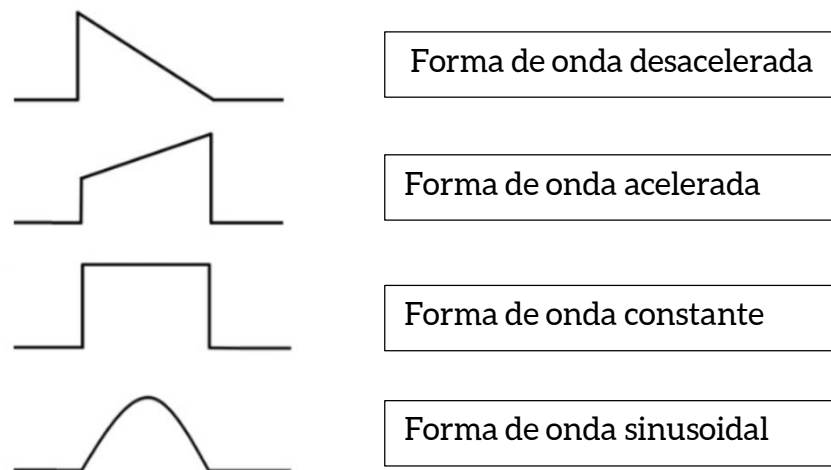 Forma de onda desacelerada
Forma de onda acelerada
Forma de onda constante
Forma de onda sinusoidal